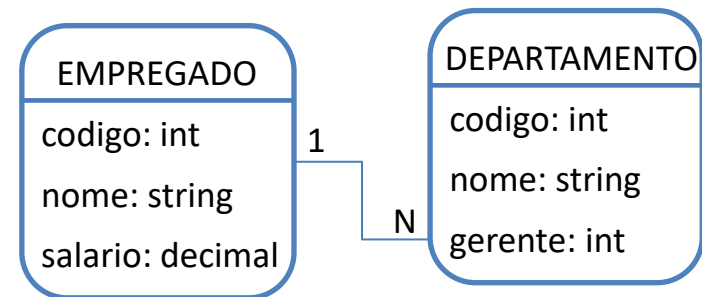 EMPREGADO
codigo: int
nome: string
salario: decimal
1
N
DEPARTAMENTO
codigo: int
nome: string
gerente: int